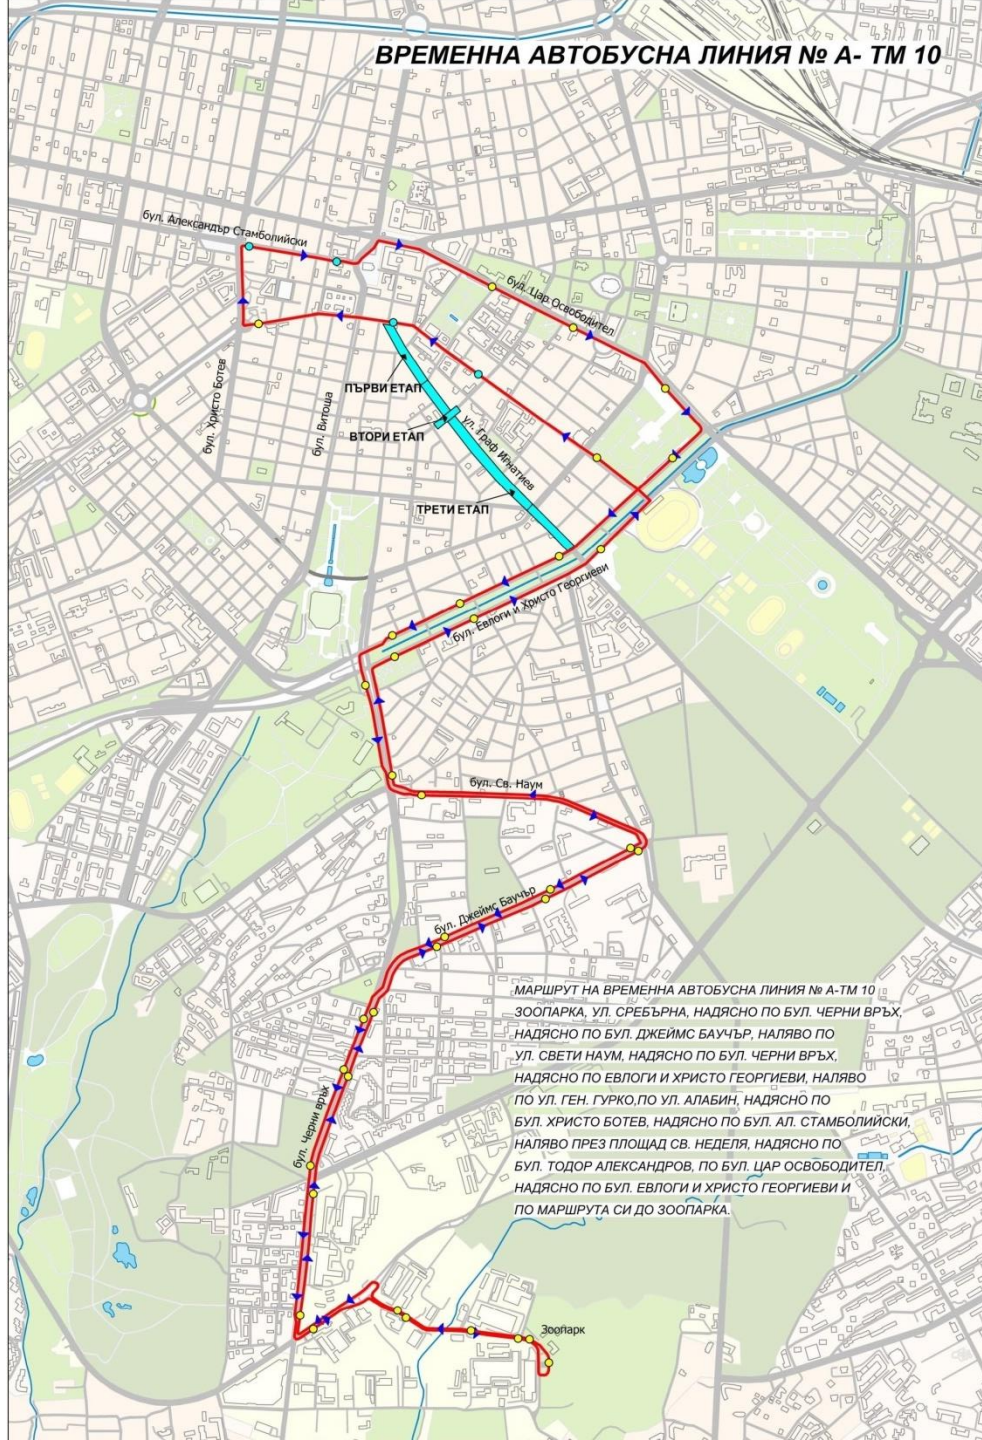 ВРЕМЕННА АВТОБУСНА ЛИНИЯ № А- ТМ 10
бул. Александър Стамболийски
бул. Цар Освободител
ПЪРВИ ЕТАП
бул. Христо Ботев
бул. Витоша
ВТОРИ ЕТАП
ул. Граф Игнатиев
ТРЕТИ ЕТАП
бул. Евлоги и Христо Георгиеви
бул. Св. Наум
бул. Джеймс Баучър
МАРШРУТ НА ВРЕМЕННА АВТОБУСНА ЛИНИЯ № А-ТМ 10
ЗООПАРКА, УЛ. СРЕБЪРНА, НАДЯСНО ПО БУЛ. ЧЕРНИ ВРЪХ,
НАДЯСНО ПО БУЛ. ДЖЕЙМС БАУЧЪР, НАЛЯВО ПО
УЛ. СВЕТИ НАУМ, НАДЯСНО ПО БУЛ. ЧЕРНИ ВРЪХ,
НАДЯСНО ПО ЕВЛОГИ И ХРИСТО ГЕОРГИЕВИ, НАЛЯВО
ПО УЛ. ГЕН. ГУРКО,ПО УЛ. АЛАБИН, НАДЯСНО ПО
БУЛ. ХРИСТО БОТЕВ, НАДЯСНО ПО БУЛ. АЛ. СТАМБОЛИЙСКИ,
НАЛЯВО ПРЕЗ ПЛОЩАД СВ. НЕДЕЛЯ, НАДЯСНО ПО
БУЛ. ТОДОР АЛЕКСАНДРОВ, ПО БУЛ. ЦАР ОСВОБОДИТЕЛ,
НАДЯСНО ПО БУЛ. ЕВЛОГИ И ХРИСТО ГЕОРГИЕВИ И
ПО МАРШРУТА СИ ДО ЗООПАРКА.
бул. Черни връх
Зоопарк